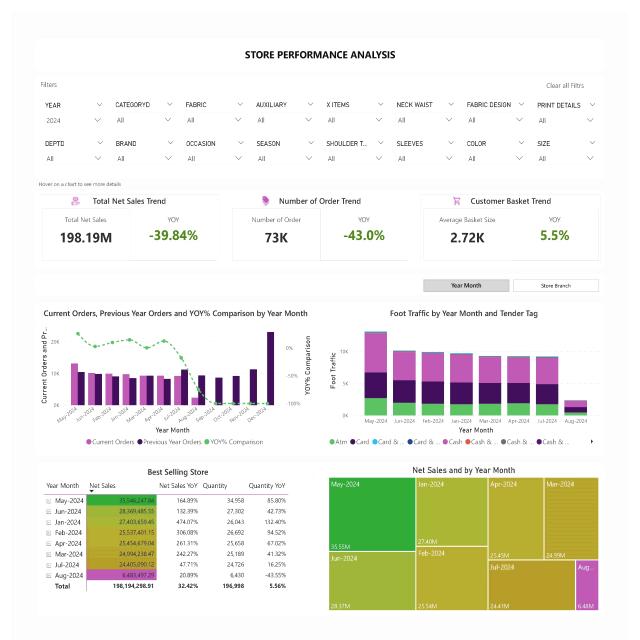 STORE PERFORMANCE ANALYSIS
Filters
Clear all Filtrs
YEAR CATEGORYD FABRIC AUXILIARY X ITEMS NECK WAIST FABRIC DESIGN PRINT DETAILS
2024 All All All All All All All
DEPTD BRAND OCCASION SEASON SHOULDER T... SLEEVES COLOR SIZE
All All All All All All All All
Hover on a chart to see more details
Total Net Sales Trend Number of Order Trend Customer Basket Trend
Total Net Sales YOY Number of Order YOY Average Basket Size YOY
198.19M -39.84% 73K -43.0% 2.72K 5.5%
Year Month Store Branch
Current Orders, Previous Year Orders and YOY% Comparison by Year Month
Current Orders and Pr...
20K
10K
0K
0%
-50%
-100%
YOY% Comparison
May-2024 Jun-2024 Feb-2024 Jan-2024 Apr-2024 Mar-2024 Jul-2024 Aug-2024 Nov-2024 Dec-2024
Year Month
Current Orders Previous Year Orders YOY% Comparison
Foot Traffic by Year Month and Tender Tag
Foot Traffic
10K
5K
0K
May-2024 Jun-2024 Feb-2024 Jan-2024 Apr-2024 Mar-2024 Jul-2024 Aug-2024
Year Month
Atm Card Card & ... Card & ... Cash Cash & ... Cash & ... Cash & ...
Best Selling Store
Year Month Net Sales Net Sales YoY Quantity Quantity YoY
May-2024 35,546,247.84 164.89% 34,958 85.80%
Jun-2024 28,369,485.55 132.39% 27,302 42.73%
Jan-2024 27,403,659.45 474.07% 26,043 132.40%
Feb-2024 25,537,401.15 306.08% 26,692 94.52%
Apr-2024 25,454,679.04 261.31% 25,658 67.02%
Mar-2024 24,994,238.47 242.27% 25,189 41.32%
Jul-2024 24,405,090.12 47.71% 24,726 16.25%
Aug-2024 6,483,497.29 20.89% 6,430 -43.55%
Total 198,194,298.91 32.42% 196,998 5.56%
Net Sales and by Year Month
May-2024
35.55M
Jun-2024
28.37M
Jan-2024
27.40M
Feb-2024
25.54M
Apr-2024
25.45M
Mar-2024
24.99M
Jul-2024
24.41M
Aug...
6.48M